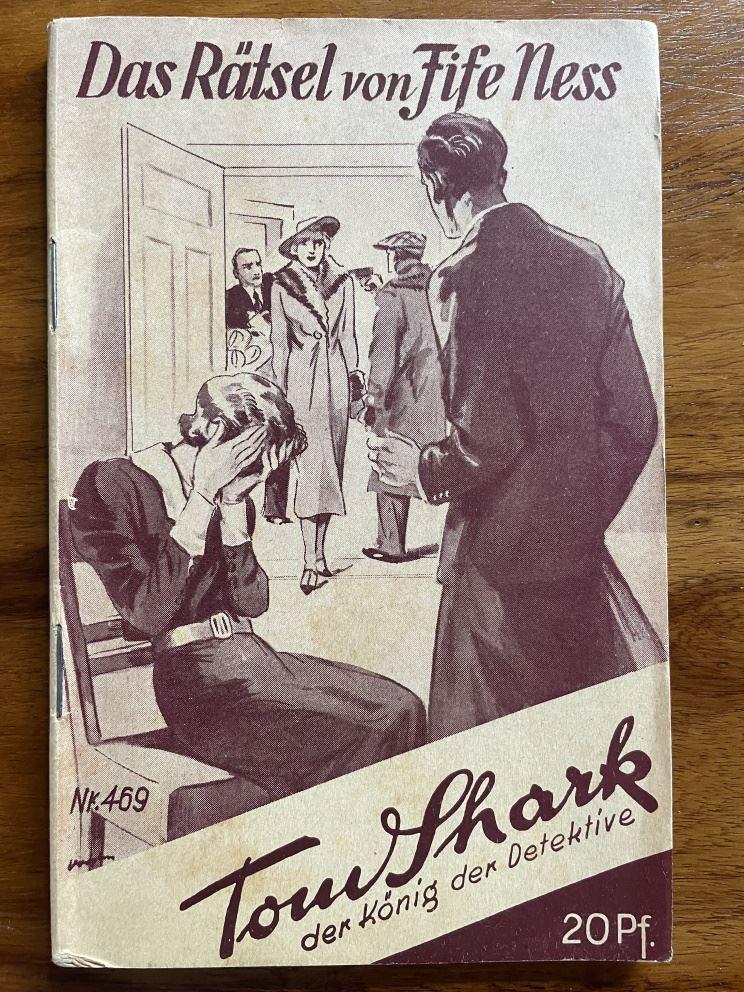 Das Rätsel von Fife Ness
Nr. 469
Tom Shark
der König der Detektive
20 Pf.